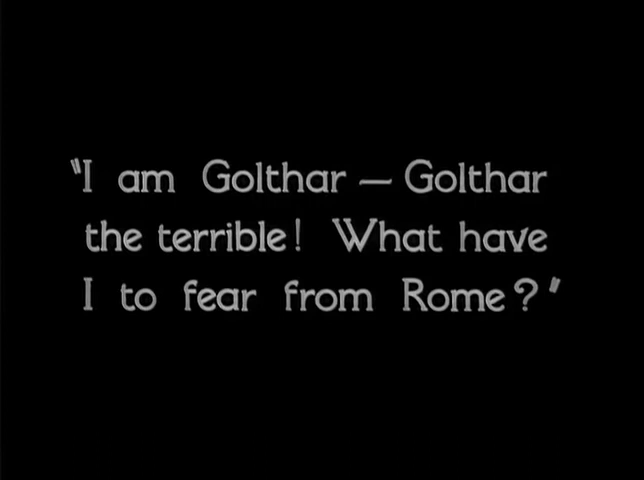 "I am Golthar — Golthar
the terrible! What have
I to fear from Rome?"